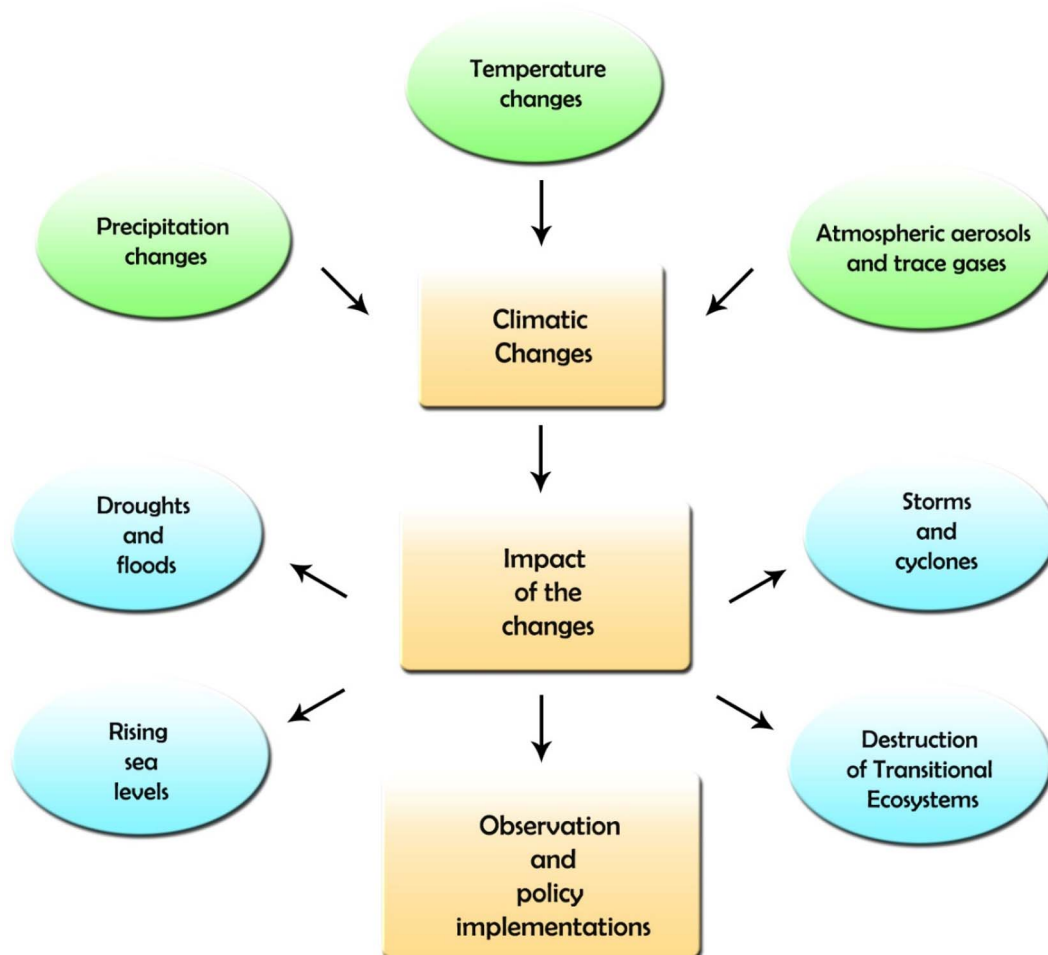 Temperature
changes
Precipitation
changes
Atmospheric aerosols
and trace gases
Climatic
Changes
Droughts
and
floods
Impact
of the
changes
Storms
and
cyclones
Rising
sea
levels
Destruction
of Transitional
Ecosystems
Observation
and
policy
implementations